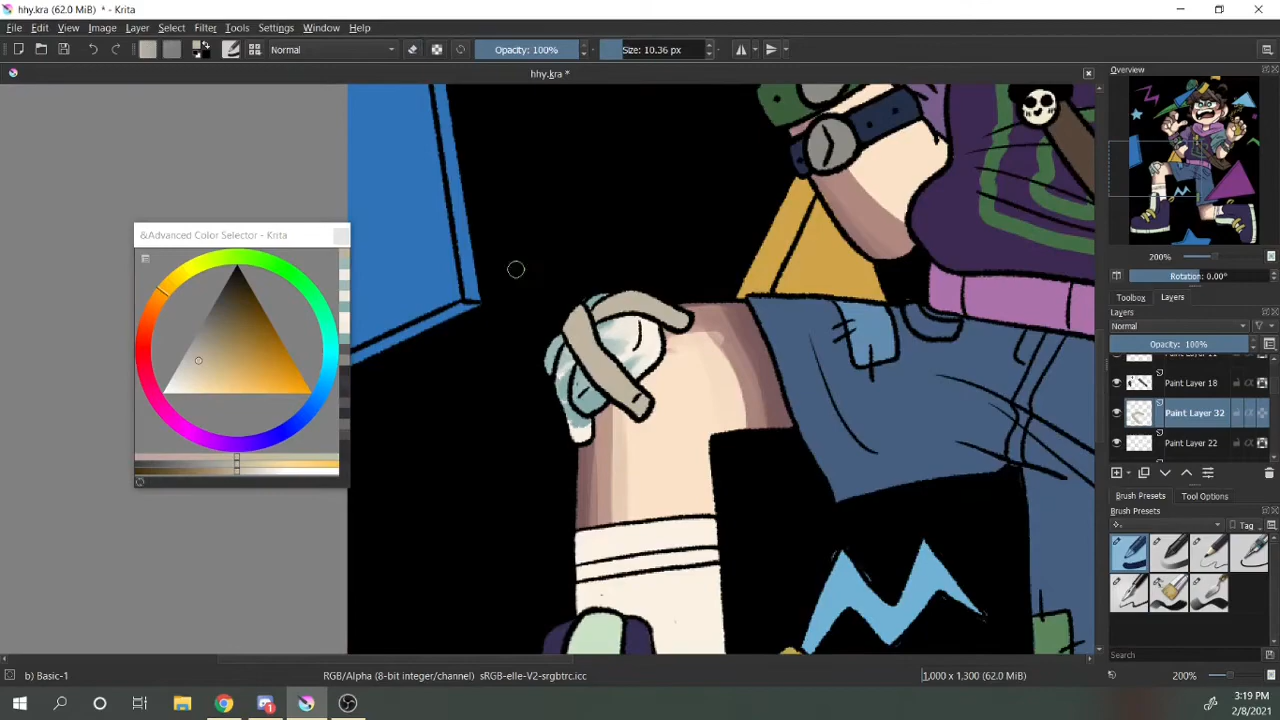 hhy.kra (62.0 MiB) * - Krita
File Edit View Image Layer Select Filter Tools Settings Window Help
Normal Opacity: 100% Size: 10.36 px
hhy.kra *
Overview
&Advanced Color Selector - Krita
200%
Rotation: 0.00°
Toolbox Layers
Layers
Normal
Opacity: 100%
Paint Layer 18
Paint Layer 32
Paint Layer 22
Brush Presets Tool Options
Brush Presets
Tag
Search
b) Basic-1 RGB/Alpha (8-bit integer/channel) sRGB-elle-V2-srgbtrc.icc 1,000 x 1,300 (62.0 MiB) 200%
3:19 PM
2/8/2021